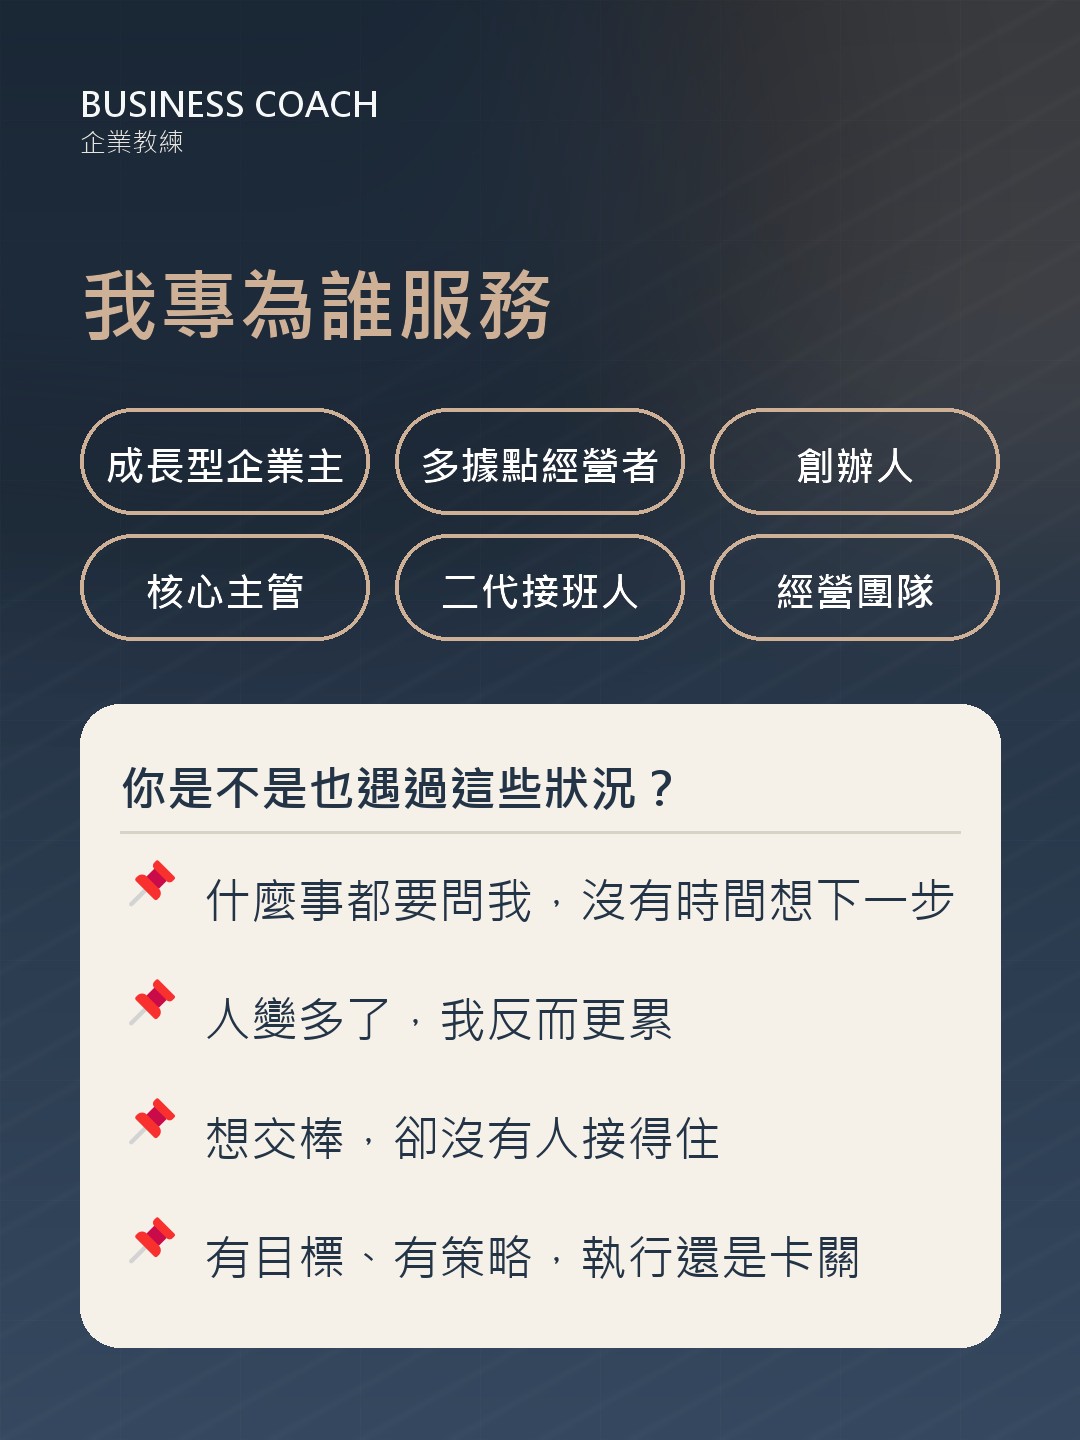 BUSINESS COACH
企業教練
我專為誰服務
成長型企業主
多據點經營者
創辦人
核心主管
二代接班人
經營團隊
你是不是也遇過這些狀況？
什麼事都要問我，沒有時間想下一步
人變多了，我反而更累
想交棒，卻沒有人接得住
有目標、有策略，執行還是卡關